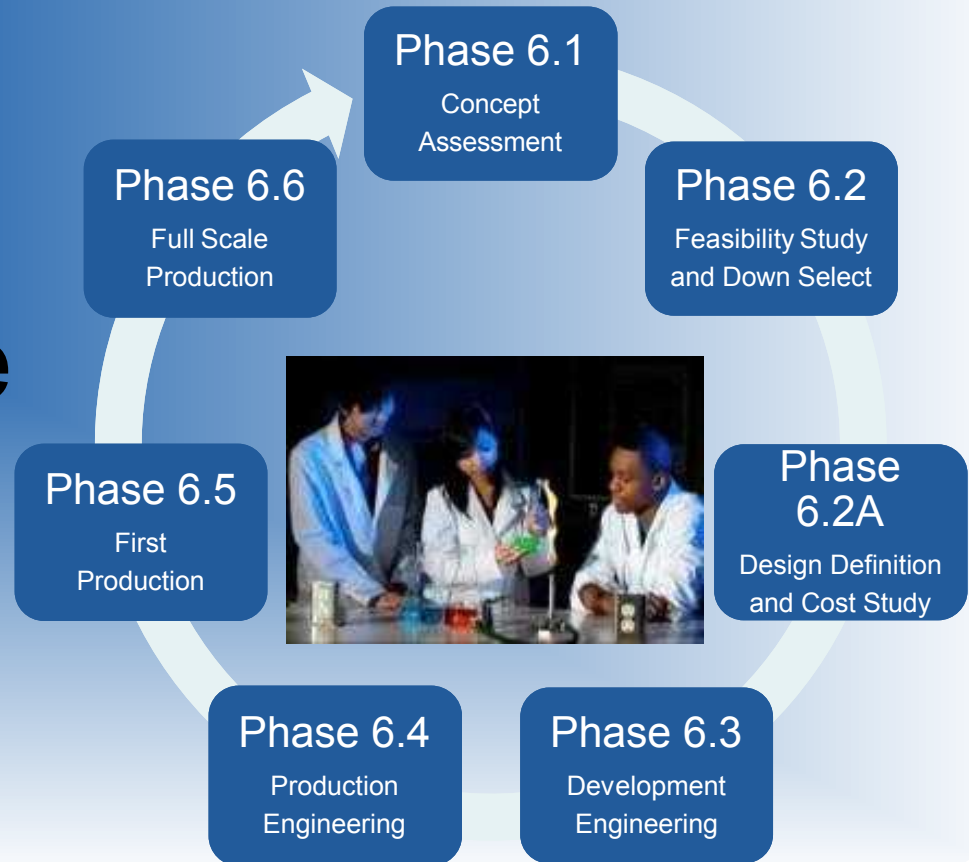 Phase 6.1
Concept
Assessment
Phase 6.2
Feasibility Study
and Down Select
Phase
6.2A
Design Definition
and Cost Study
Phase 6.3
Development
Engineering
Phase 6.4
Production
Engineering
Phase 6.5
First
Production
Phase 6.6
Full Scale
Production
e